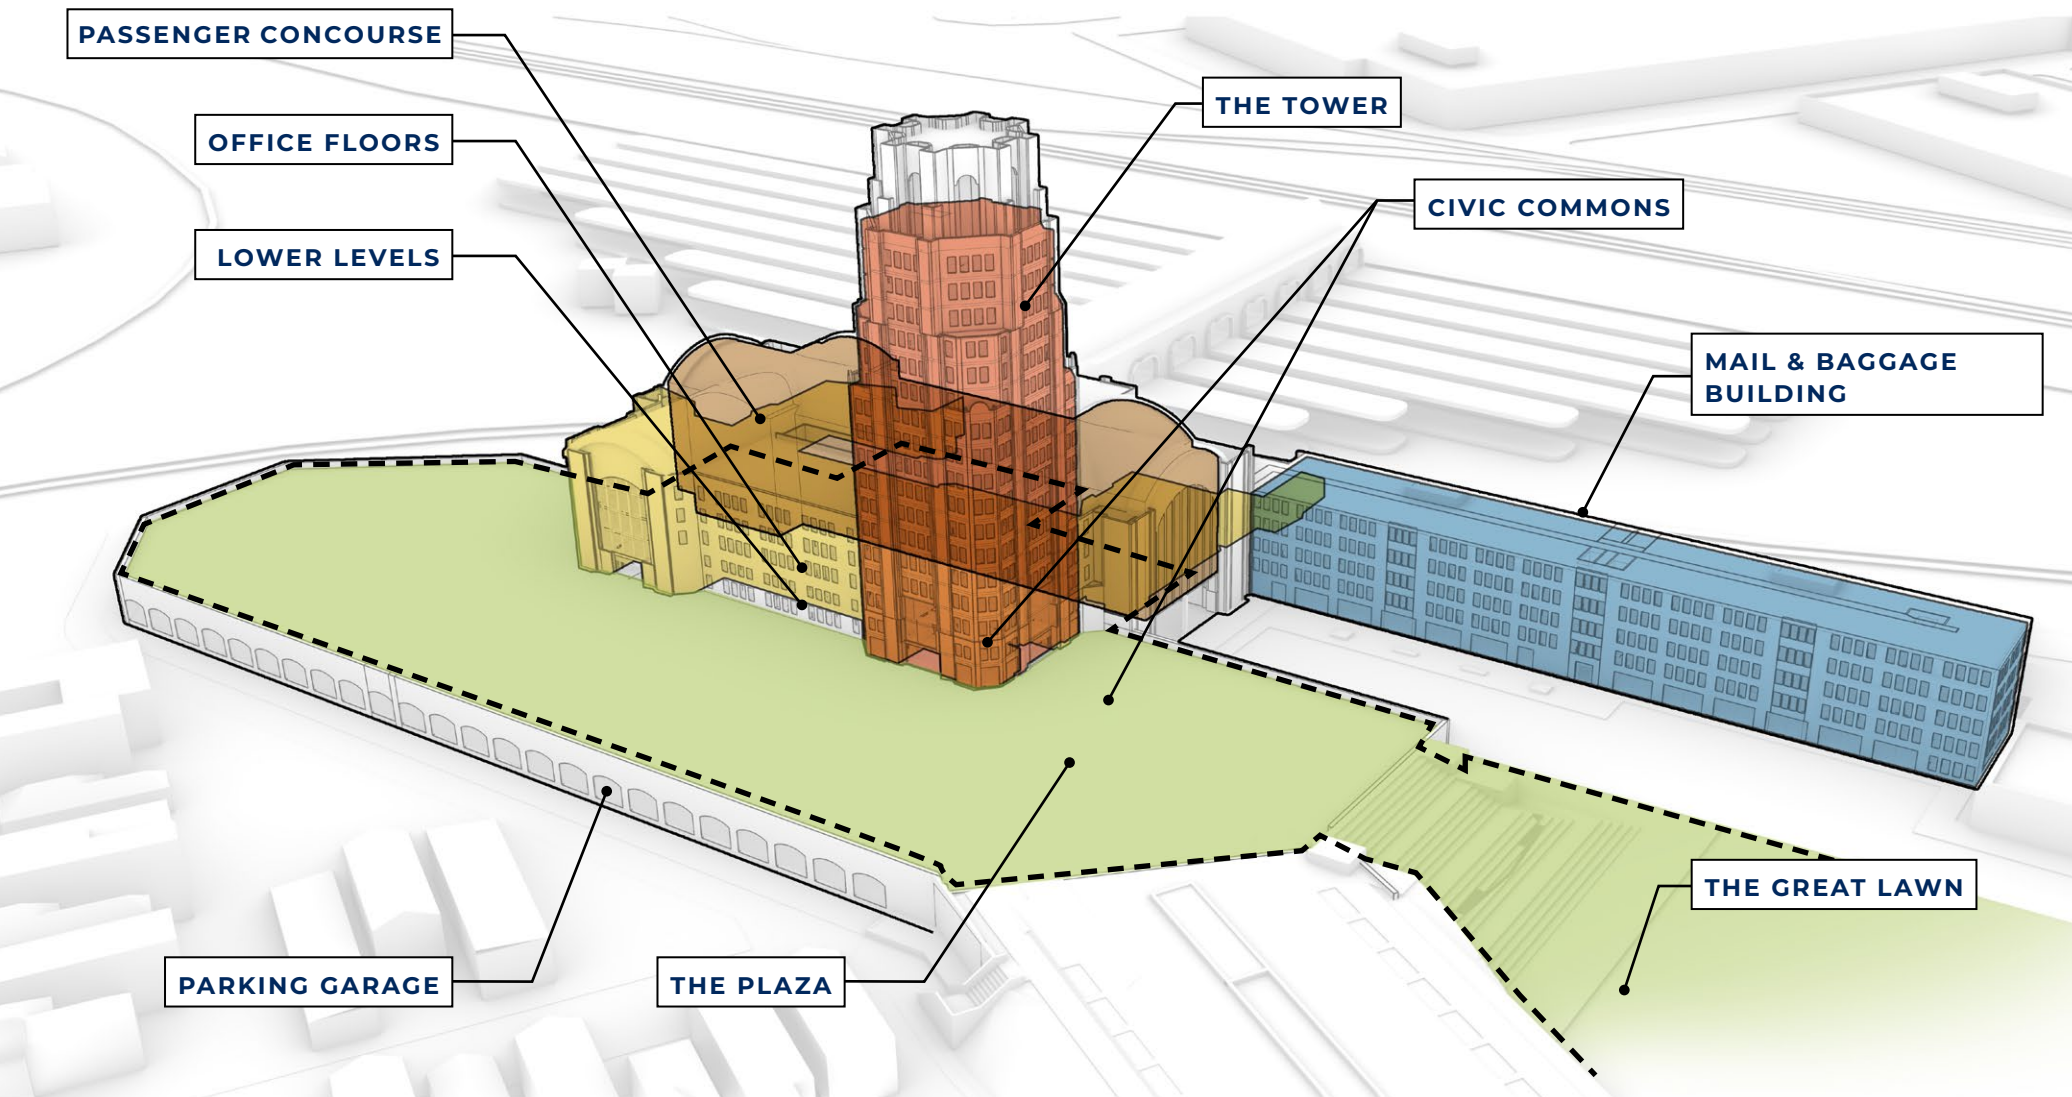 PASSENGER CONCOURSE
THE TOWER
OFFICE FLOORS
CIVIC COMMONS
LOWER LEVELS
MAIL & BAGGAGE
BUILDING
THE GREAT LAWN
PARKING GARAGE
THE PLAZA